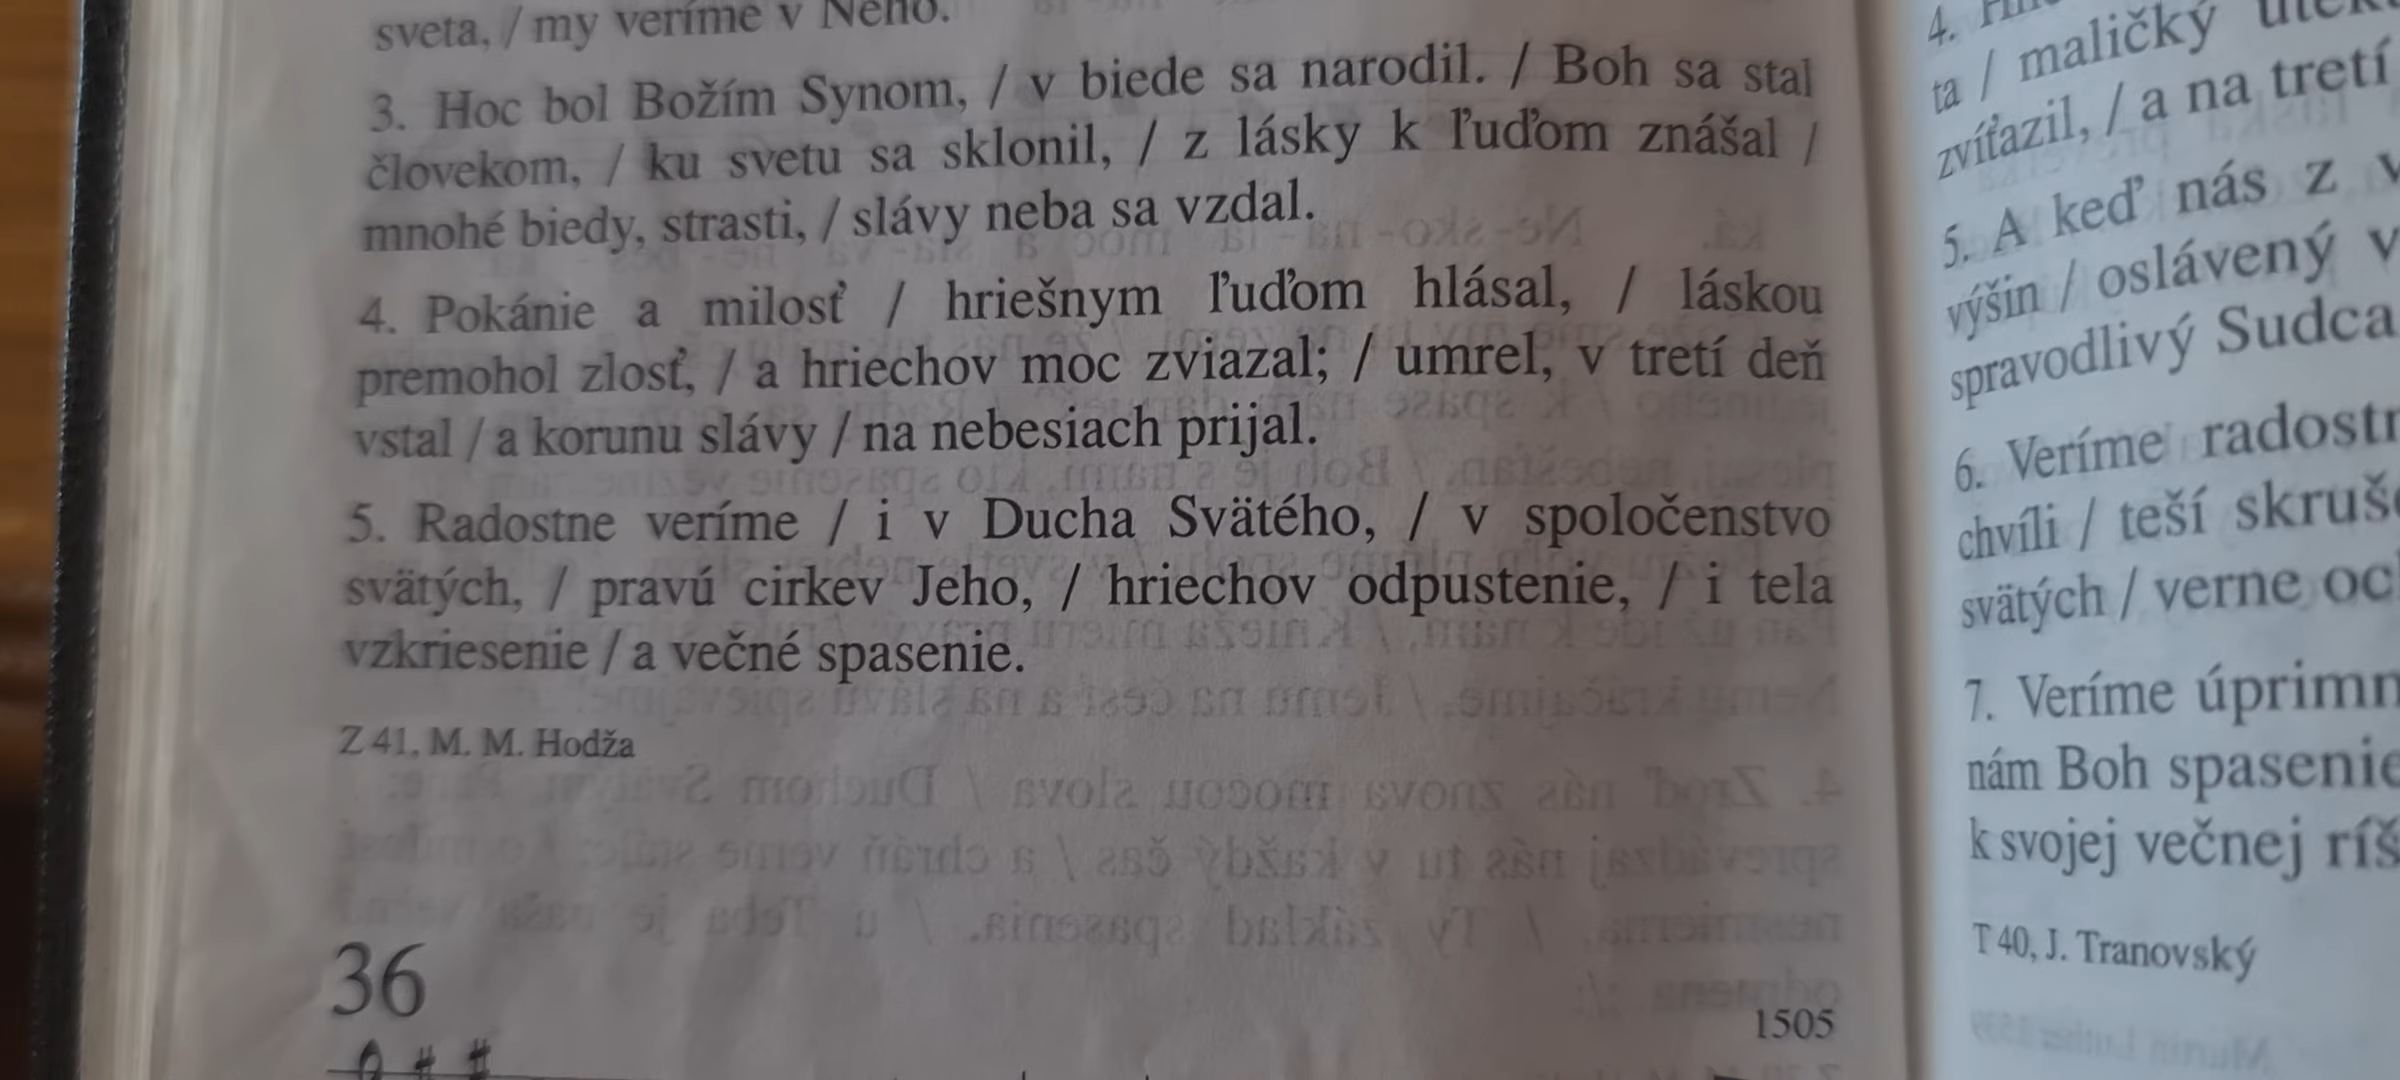 sveta, / my veríme v Neho.
3. Hoc bol Božím Synom, / v biede sa narodil. / Boh sa stal
človekom, / ku svetu sa sklonil, / z lásky k ľuďom znášal /
mnohé biedy, strasti, / slávy neba sa vzdal.
4. Pokánie a milosť / hriešnym ľuďom hlásal, / láskou
premohol zlosť, / a hriechov moc zviazal; / umrel, v tretí deň
vstal / a korunu slávy / na nebesiach prijal.
5. Radostne veríme / i v Ducha Svätého, / v spoločenstvo
svätých, / pravú cirkev Jeho, / hriechov odpustenie, / i tela
vzkriesenie / a večné spasenie.
Z 41, M. M. Hodža
36
1505
4.
ta / maličký
zvíťazil, / a na tretí
5. A keď nás z
výšin / oslávený
spravodlivý Sudca
6. Veríme
chvíli / teší
svätých / verne
7. Veríme
nám Boh
k svojej večnej
T 40, J. Tranovský